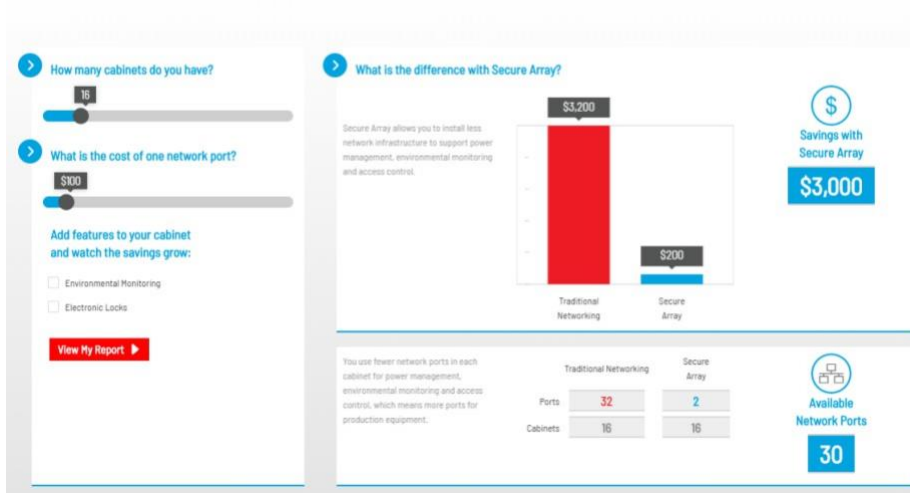 How many cabinets do you have?
16
What is the cost of one network port?
$100
Add features to your cabinet
and watch the savings grow:
Environmental Monitoring
Electronic Locks
View My Report
What is the difference with Secure Array?
Secure Array allows you to install less
network infrastructure to support power
management, environmental monitoring
and access control.
$3,200
$200
Traditional
Networking
Secure
Array
$
Savings with
Secure Array
$3,000
You use fewer network ports in each
cabinet for power management,
environmental monitoring and access
control, which means more ports for
production equipment.
Traditional Networking
Secure
Array
Ports
32
2
Cabinets
16
16
Available
Network Ports
30